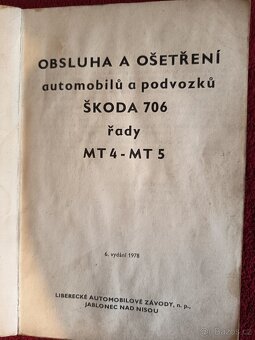 OBSLUHA A OŠETŘENÍ
automobilů a podvozků
ŠKODA 706
řady
MT 4 - MT 5
6. vydání 1978
LIBERECKÉ AUTOMOBILOVÉ ZÁVODY, n. p.,
JABLONEC NAD NISOU